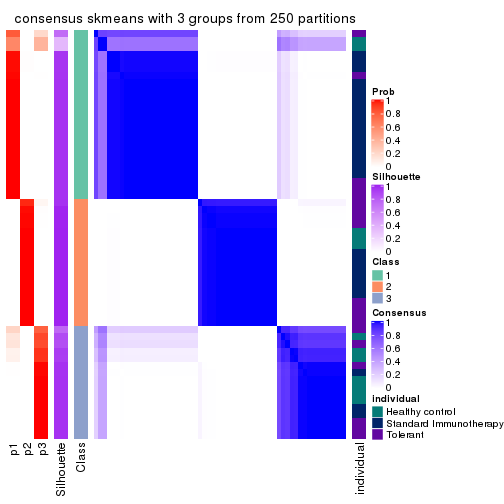 consensus skmeans with 3 groups from 250 partitions
Prob
1
0.8
0.6
0.4
0.2
0
Silhouette
1
0.8
0.6
0.4
0.2
0
Class
1
2
3
Consensus
1
0.8
0.6
0.4
0.2
0
individual
Healthy control
Standard Immunotherapy
Tolerant
p1
p2
p3
Silhouette
Class
individual